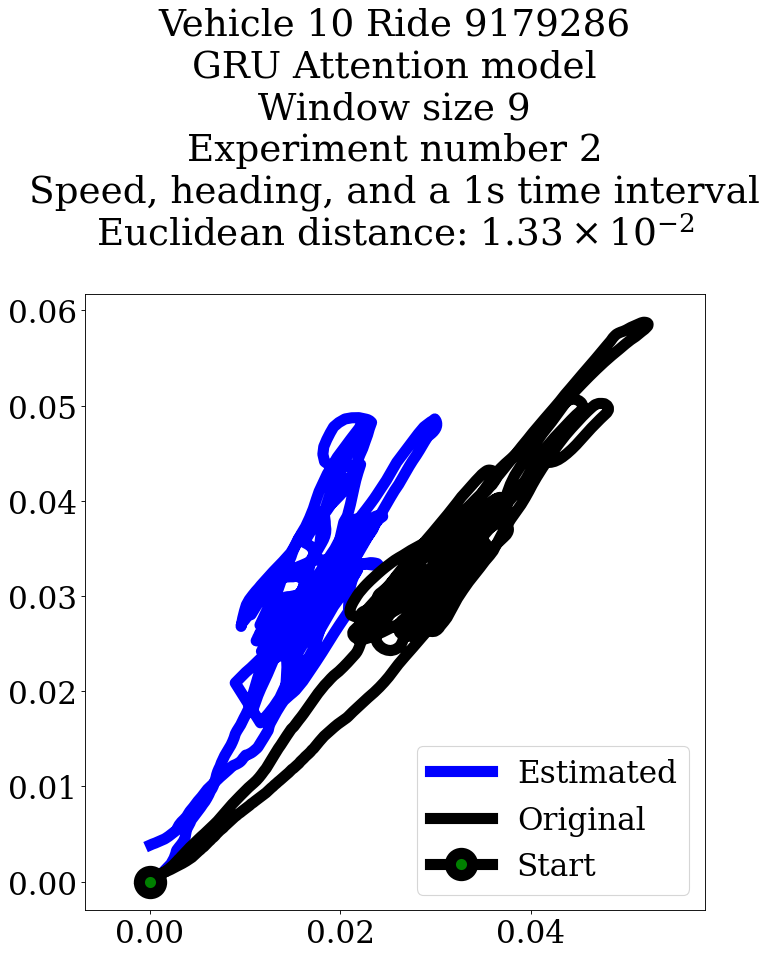 Vehicle 10 Ride 9179286
GRU Attention model
Window size 9
Experiment number 2
Speed, heading, and a 1s time interval
Euclidean distance: 1.33 × 10⁻²
0.06
0.05
0.04
0.03
0.02
0.01
0.00
Estimated
Original
Start
0.00 0.02 0.04